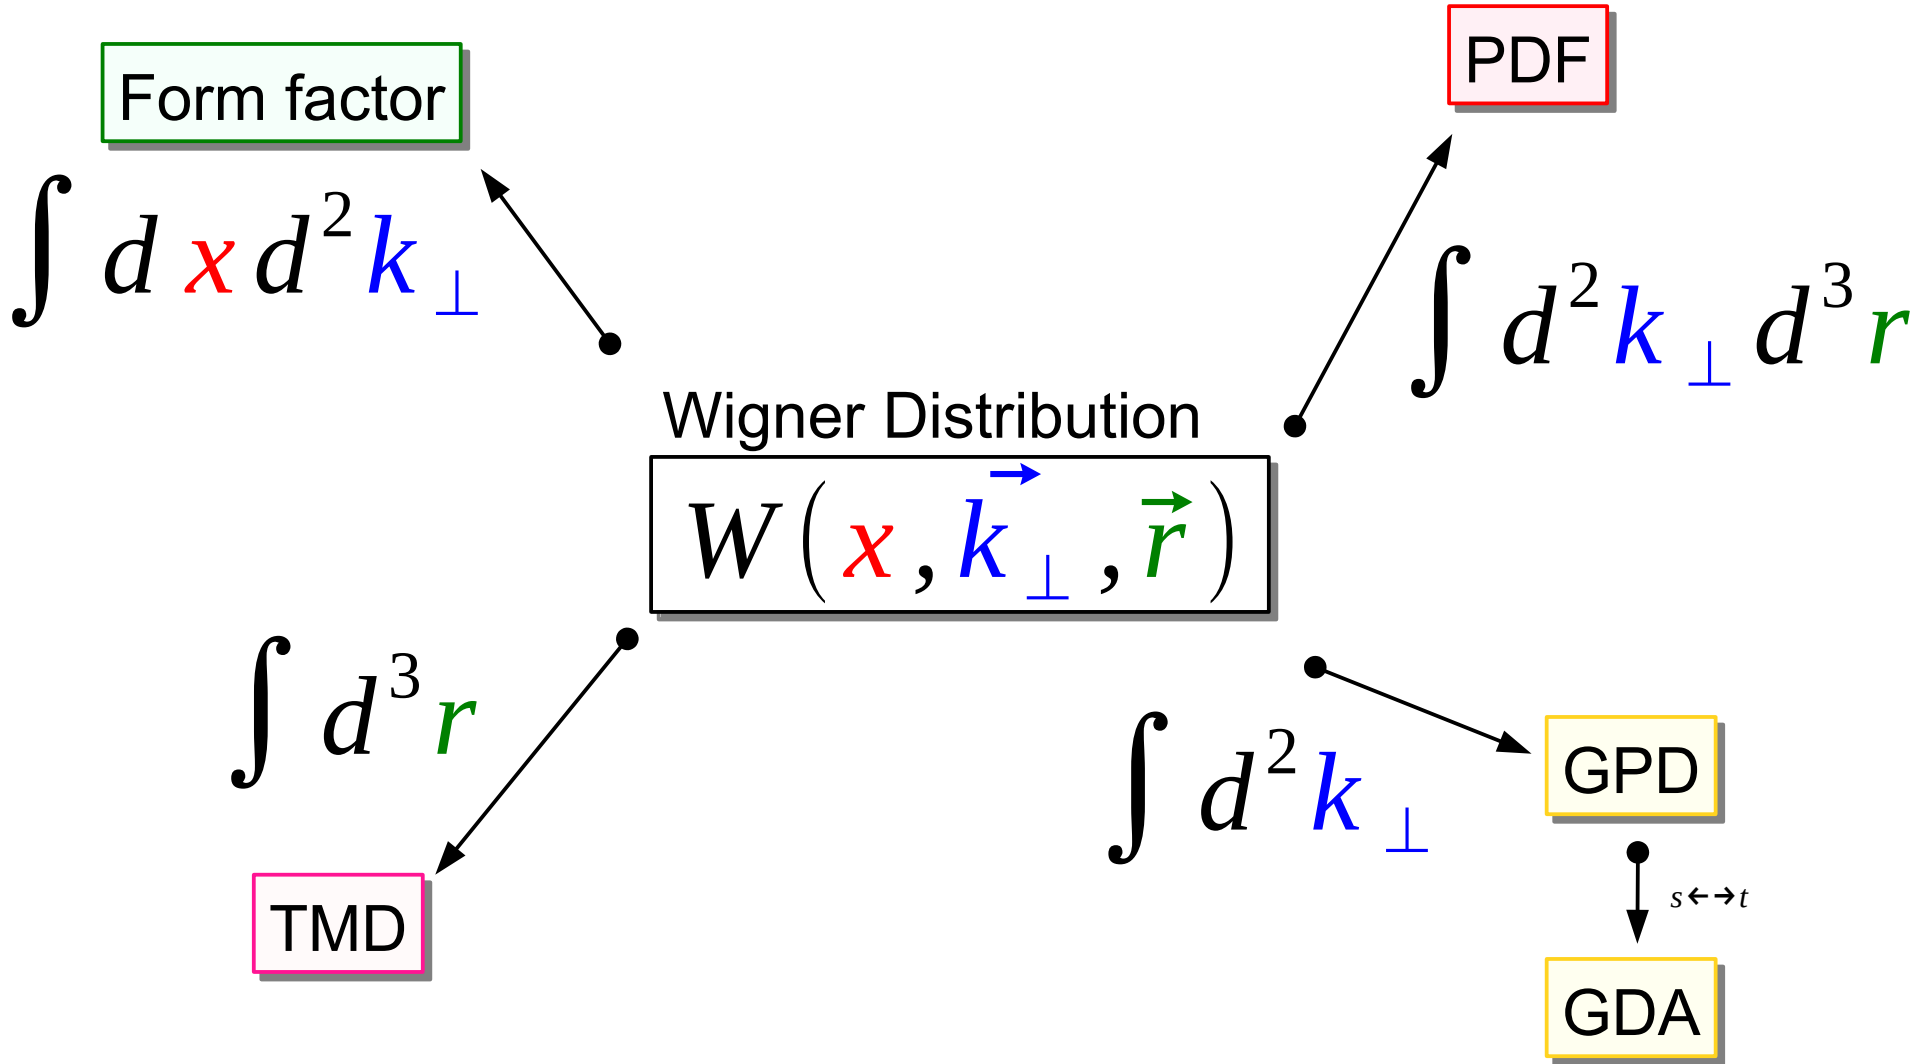 Form factor
PDF
∫ d x d² k ⊥
∫ d² k ⊥ d³ r
Wigner Distribution
W ( x , k⃗ ⊥ , r⃗ )
∫ d³ r
∫ d² k ⊥
GPD
TMD
s ←→ t
GDA